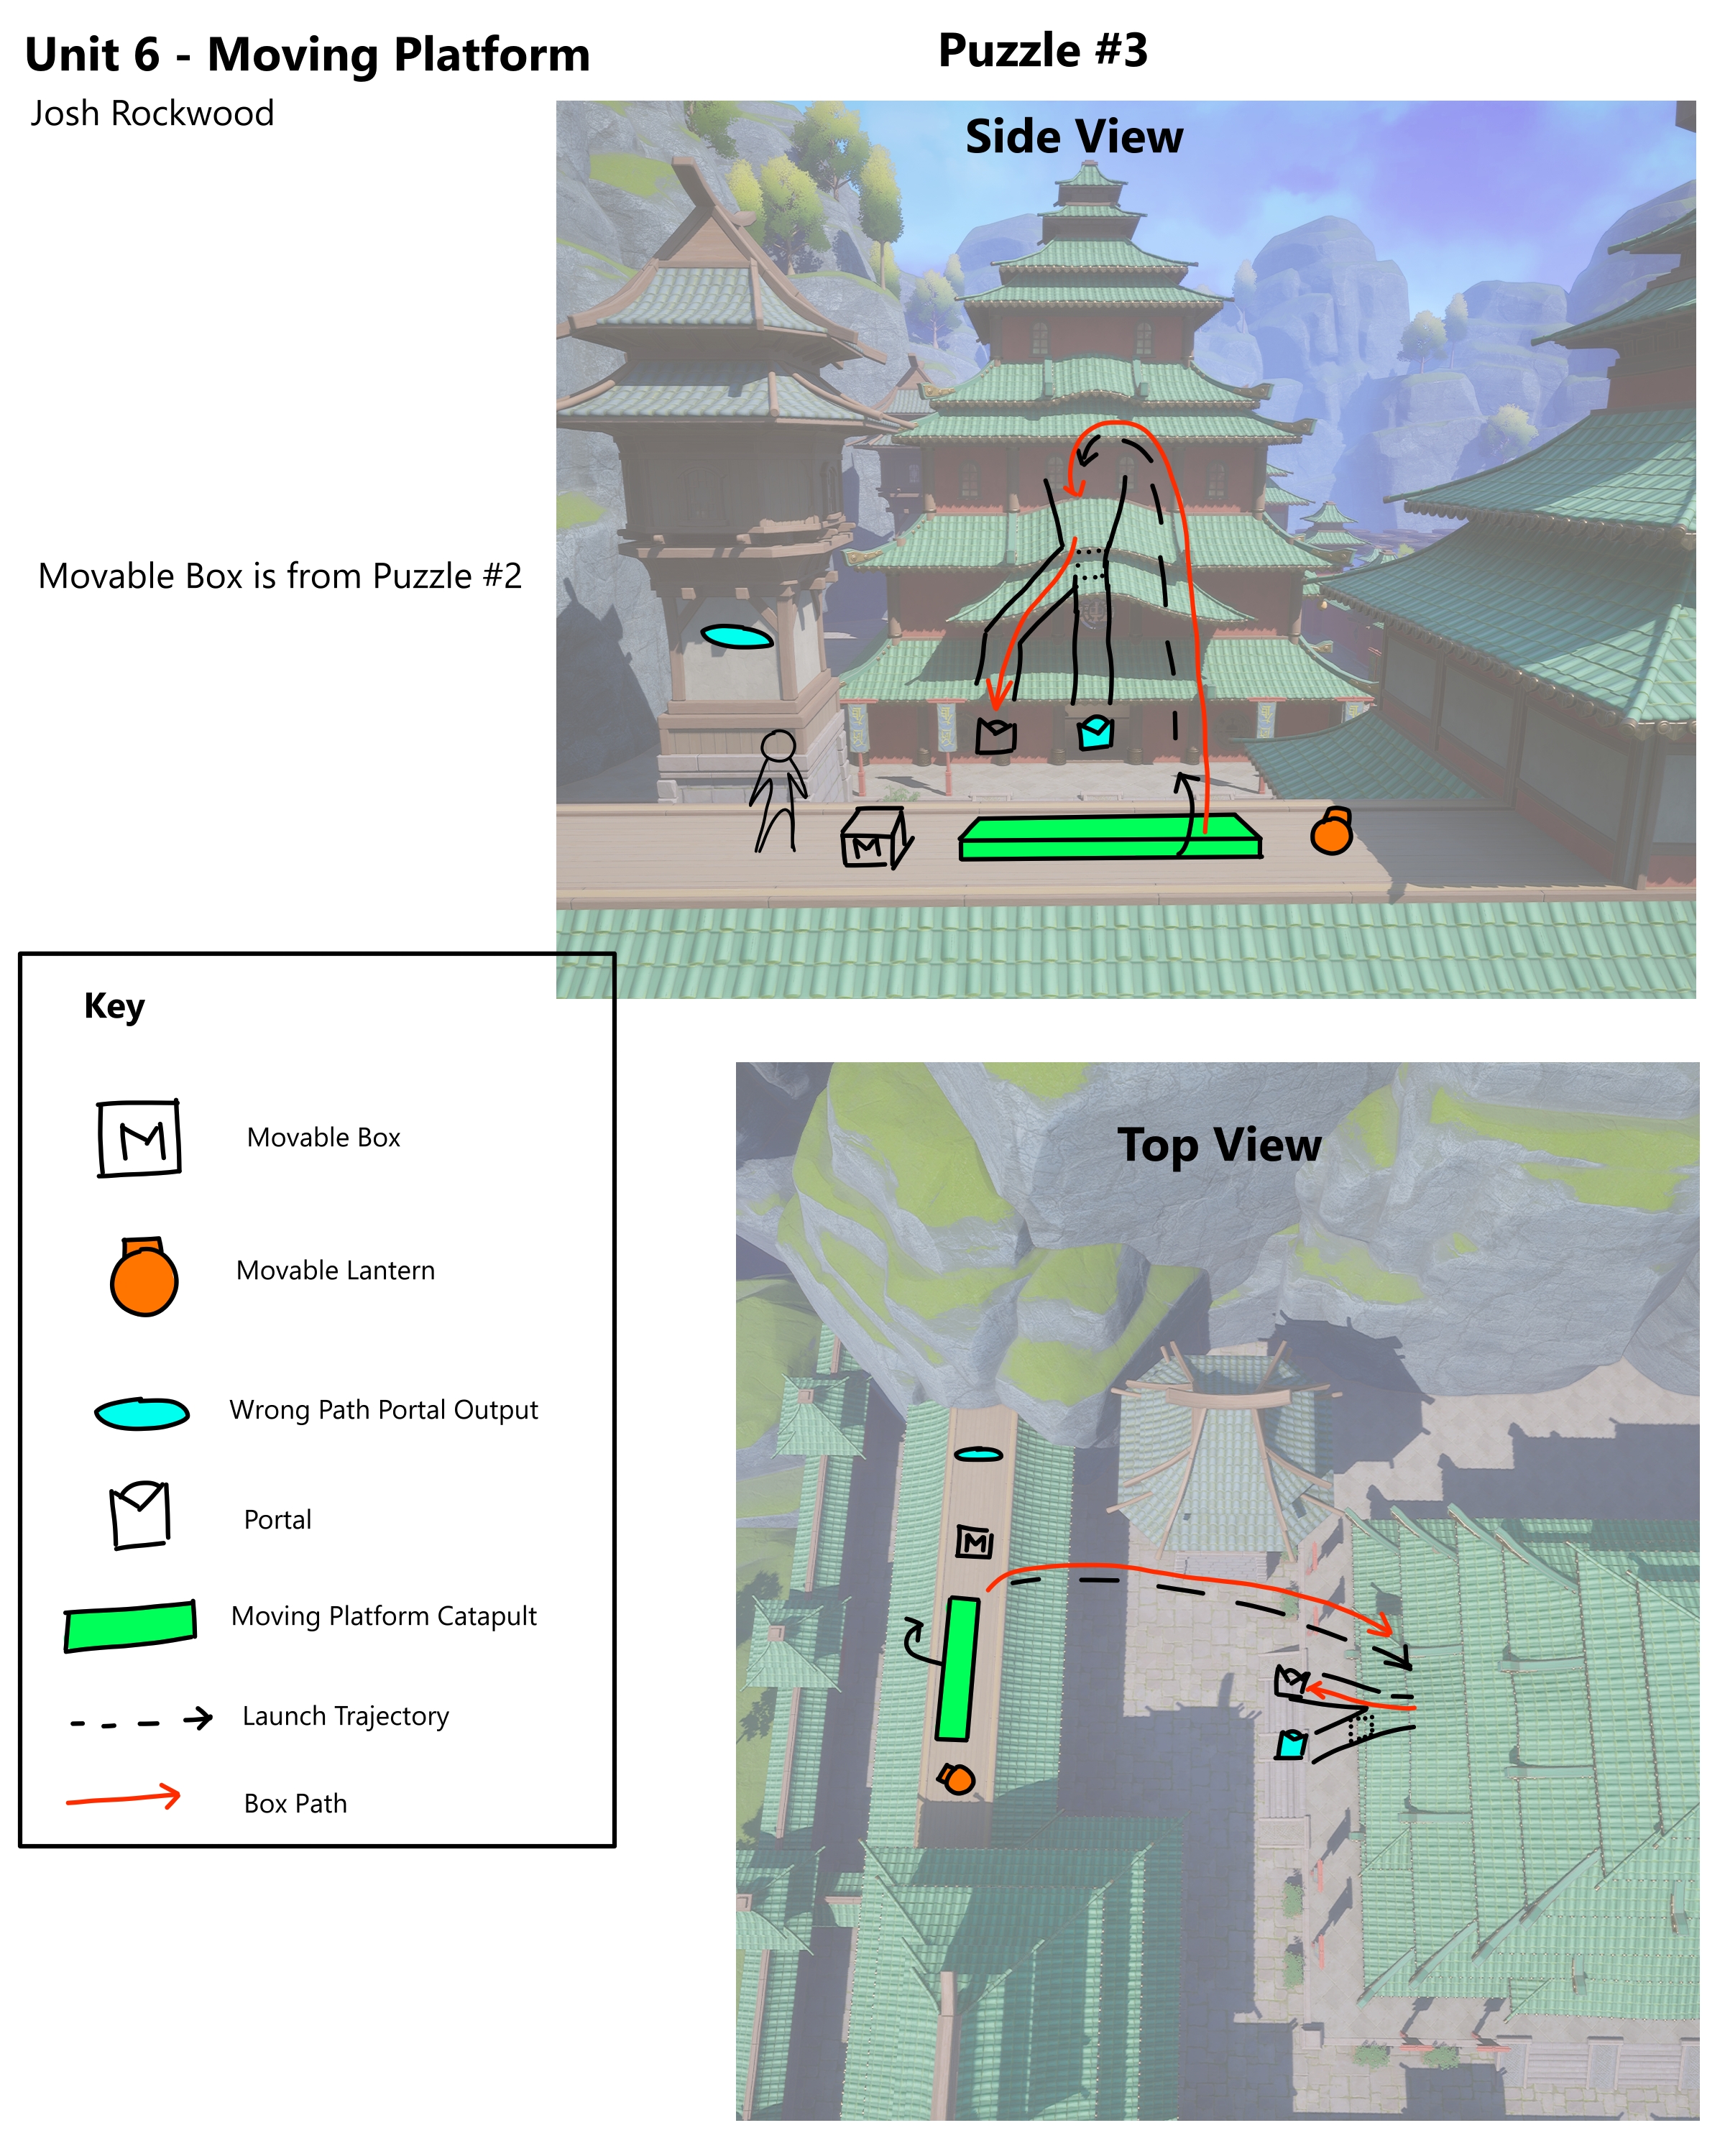 Unit 6 - Moving Platform
Puzzle #3
Josh Rockwood
Side View
Movable Box is from Puzzle #2
M
Key
M
Movable Box
Movable Lantern
Wrong Path Portal Output
Portal
Moving Platform Catapult
Launch Trajectory
Box Path
Top View
M